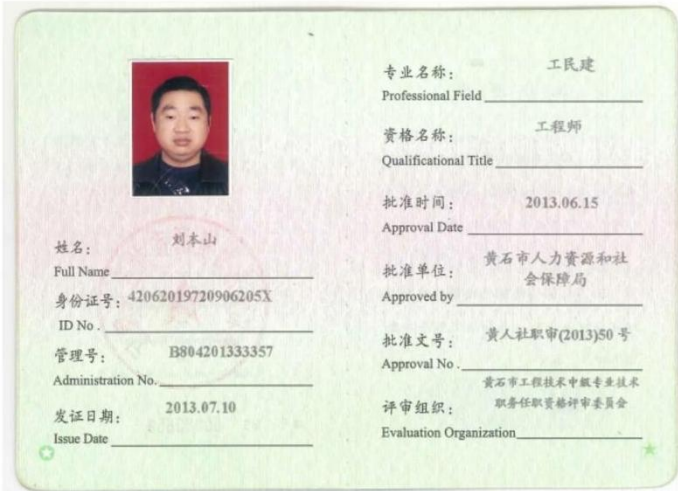 姓名: 刘本山
Full Name
身份证号: 42062019720906205X
ID No .
管理号: B804201333357
Administration No.
发证日期: 2013.07.10
Issue Date
专业名称: 工民建
Professional Field
资格名称: 工程师
Qualificational Title
批准时间: 2013.06.15
Approval Date
批准单位: 黄石市人力资源和社
会保障局
Approved by
批准文号: 黄人社职审(2013)50 号
Approval No .
黄石市工程技术中级专业技术
评审组织: 职务任职资格评审委员会
Evaluation Organization